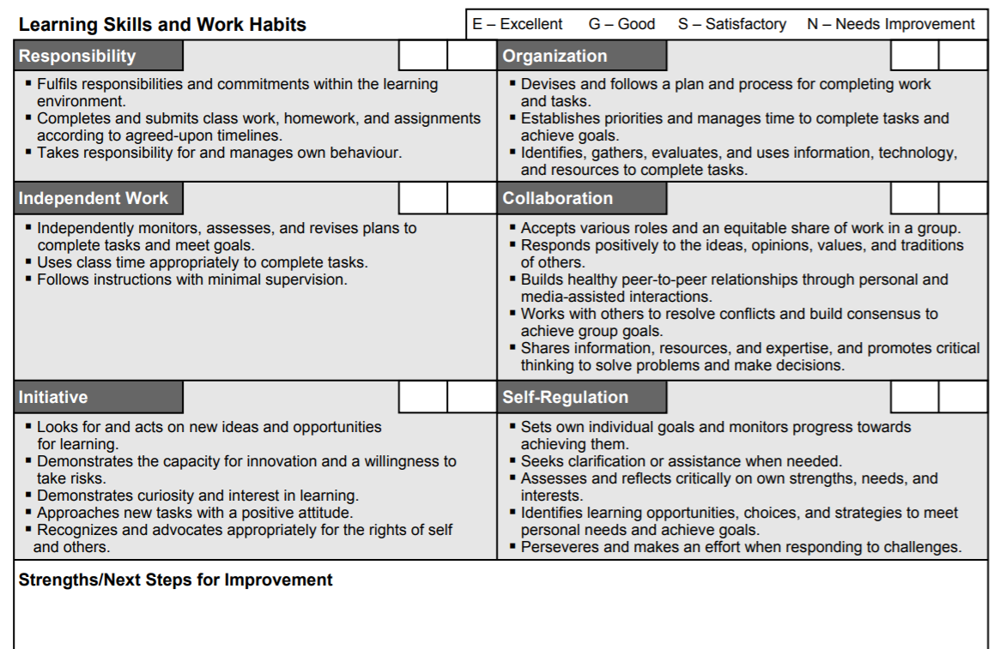 Learning Skills and Work Habits
E – Excellent G – Good S – Satisfactory N – Needs Improvement
Responsibility
▪ Fulfils responsibilities and commitments within the learning
environment.
▪ Completes and submits class work, homework, and assignments
according to agreed-upon timelines.
▪ Takes responsibility for and manages own behaviour.
Organization
▪ Devises and follows a plan and process for completing work
and tasks.
▪ Establishes priorities and manages time to complete tasks and
achieve goals.
▪ Identifies, gathers, evaluates, and uses information, technology,
and resources to complete tasks.
Independent Work
▪ Independently monitors, assesses, and revises plans to
complete tasks and meet goals.
▪ Uses class time appropriately to complete tasks.
▪ Follows instructions with minimal supervision.
Collaboration
▪ Accepts various roles and an equitable share of work in a group.
▪ Responds positively to the ideas, opinions, values, and traditions
of others.
▪ Builds healthy peer-to-peer relationships through personal and
media-assisted interactions.
▪ Works with others to resolve conflicts and build consensus to
achieve group goals.
▪ Shares information, resources, and expertise, and promotes critical
thinking to solve problems and make decisions.
Initiative
▪ Looks for and acts on new ideas and opportunities
for learning.
▪ Demonstrates the capacity for innovation and a willingness to
take risks.
▪ Demonstrates curiosity and interest in learning.
▪ Approaches new tasks with a positive attitude.
▪ Recognizes and advocates appropriately for the rights of self
and others.
Self-Regulation
▪ Sets own individual goals and monitors progress towards
achieving them.
▪ Seeks clarification or assistance when needed.
▪ Assesses and reflects critically on own strengths, needs, and
interests.
▪ Identifies learning opportunities, choices, and strategies to meet
personal needs and achieve goals.
▪ Perseveres and makes an effort when responding to challenges.
Strengths/Next Steps for Improvement